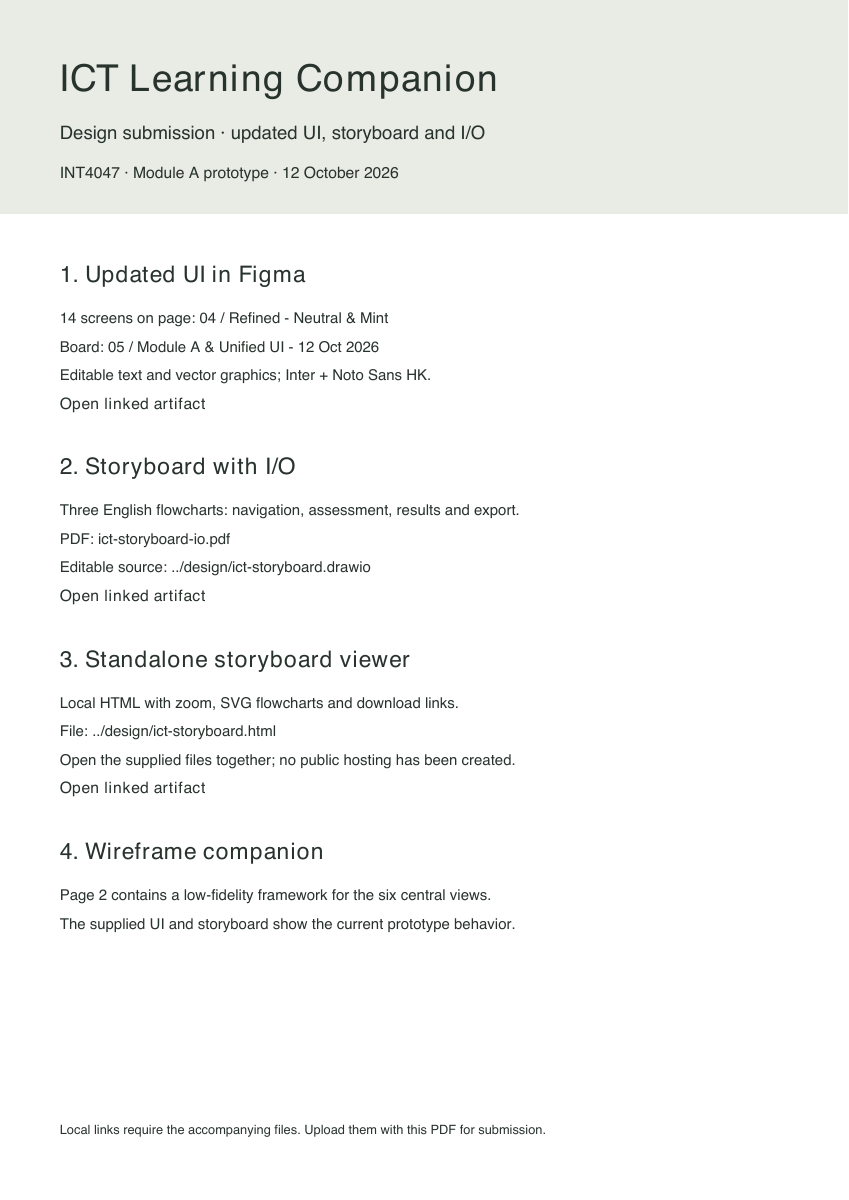 ICT Learning Companion
Design submission · updated UI, storyboard and I/O
INT4047 · Module A prototype · 12 October 2026
1. Updated UI in Figma
14 screens on page: 04 / Refined - Neutral & Mint
Board: 05 / Module A & Unified UI - 12 Oct 2026
Editable text and vector graphics; Inter + Noto Sans HK.
Open linked artifact
2. Storyboard with I/O
Three English flowcharts: navigation, assessment, results and export.
PDF: ict-storyboard-io.pdf
Editable source: ../design/ict-storyboard.drawio
Open linked artifact
3. Standalone storyboard viewer
Local HTML with zoom, SVG flowcharts and download links.
File: ../design/ict-storyboard.html
Open the supplied files together; no public hosting has been created.
Open linked artifact
4. Wireframe companion
Page 2 contains a low-fidelity framework for the six central views.
The supplied UI and storyboard show the current prototype behavior.
Local links require the accompanying files. Upload them with this PDF for submission.